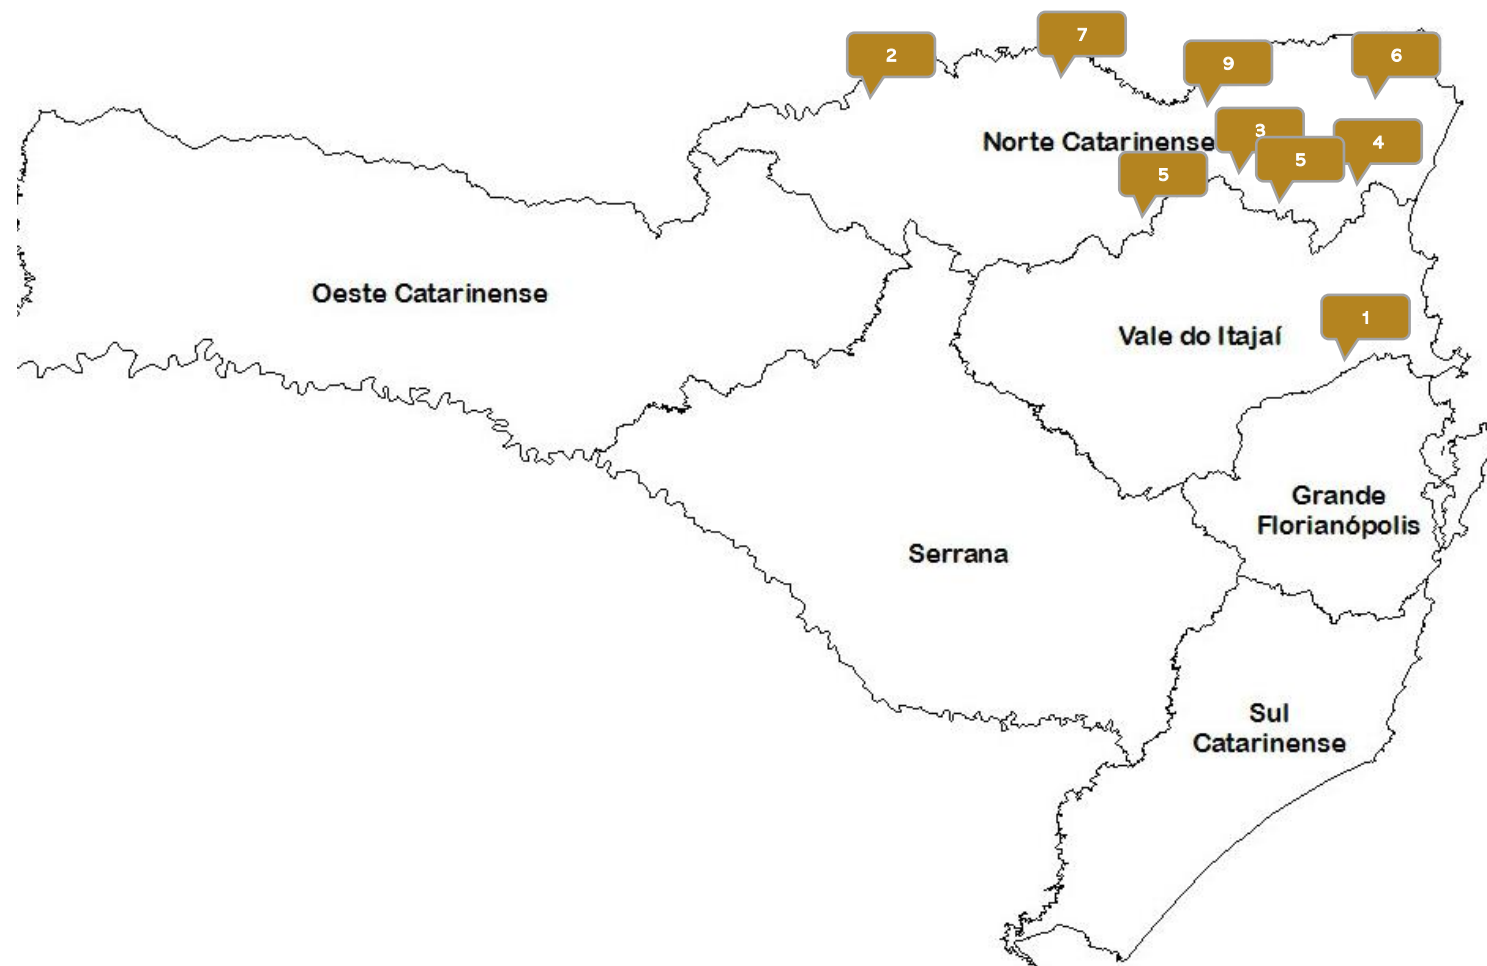 7
2
9
6
3
Norte Catarinense
4
5
5
Oeste Catarinense
1
Vale do Itajaí
Grande
Florianópolis
Serrana
Sul
Catarinense